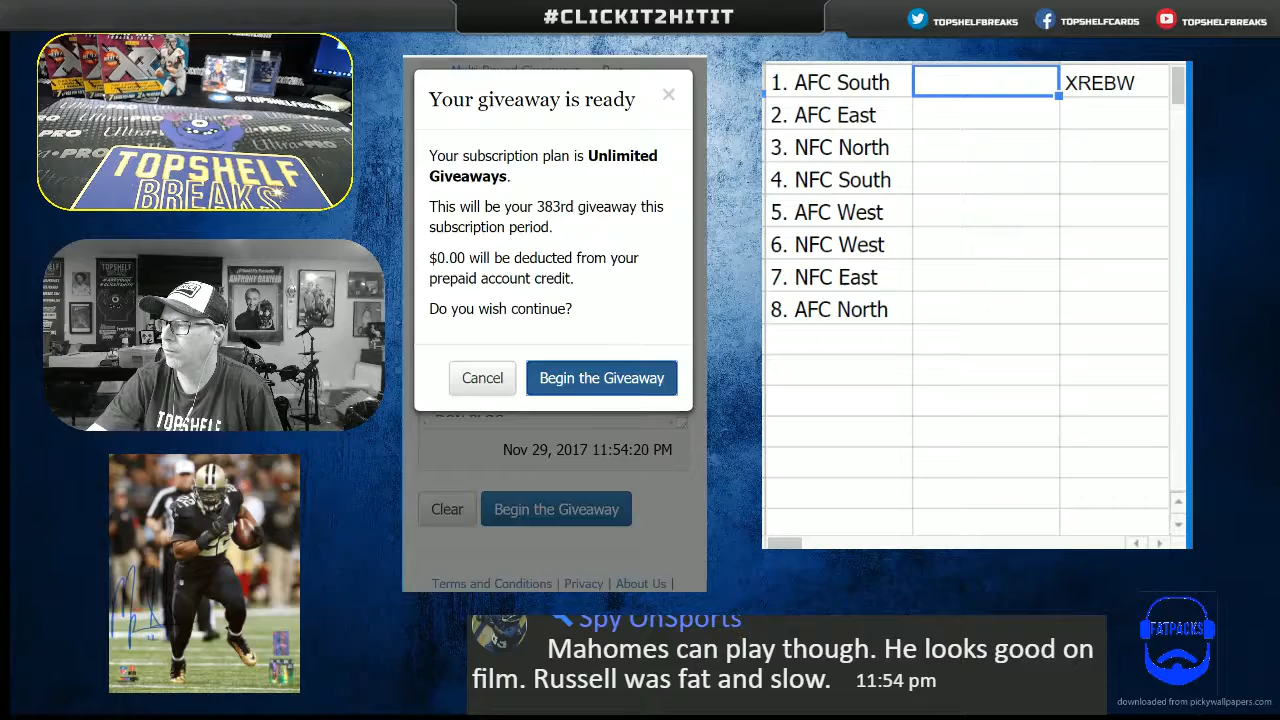 #CLICKIT2HITIT
TOPSHELFBREAKS
TOPSHELFCARDS
TOPSHELFBREAKS
TOPSHELF
BREAKS
TOPSHELF
Your giveaway is ready
×
Your subscription plan is Unlimited
Giveaways.
This will be your 383rd giveaway this
subscription period.
$0.00 will be deducted from your
prepaid account credit.
Do you wish continue?
Cancel
Begin the Giveaway
Nov 29, 2017 11:54:20 PM
Clear
Begin the Giveaway
Terms and Conditions | Privacy | About Us |
1. AFC South
XREBW
2. AFC East
3. NFC North
4. NFC South
5. AFC West
6. NFC West
7. NFC East
8. AFC North
Spy OnSports
Mahomes can play though. He looks good on
film. Russell was fat and slow. 11:54 pm
FATPACKS
downloaded from pickywallpapers.com